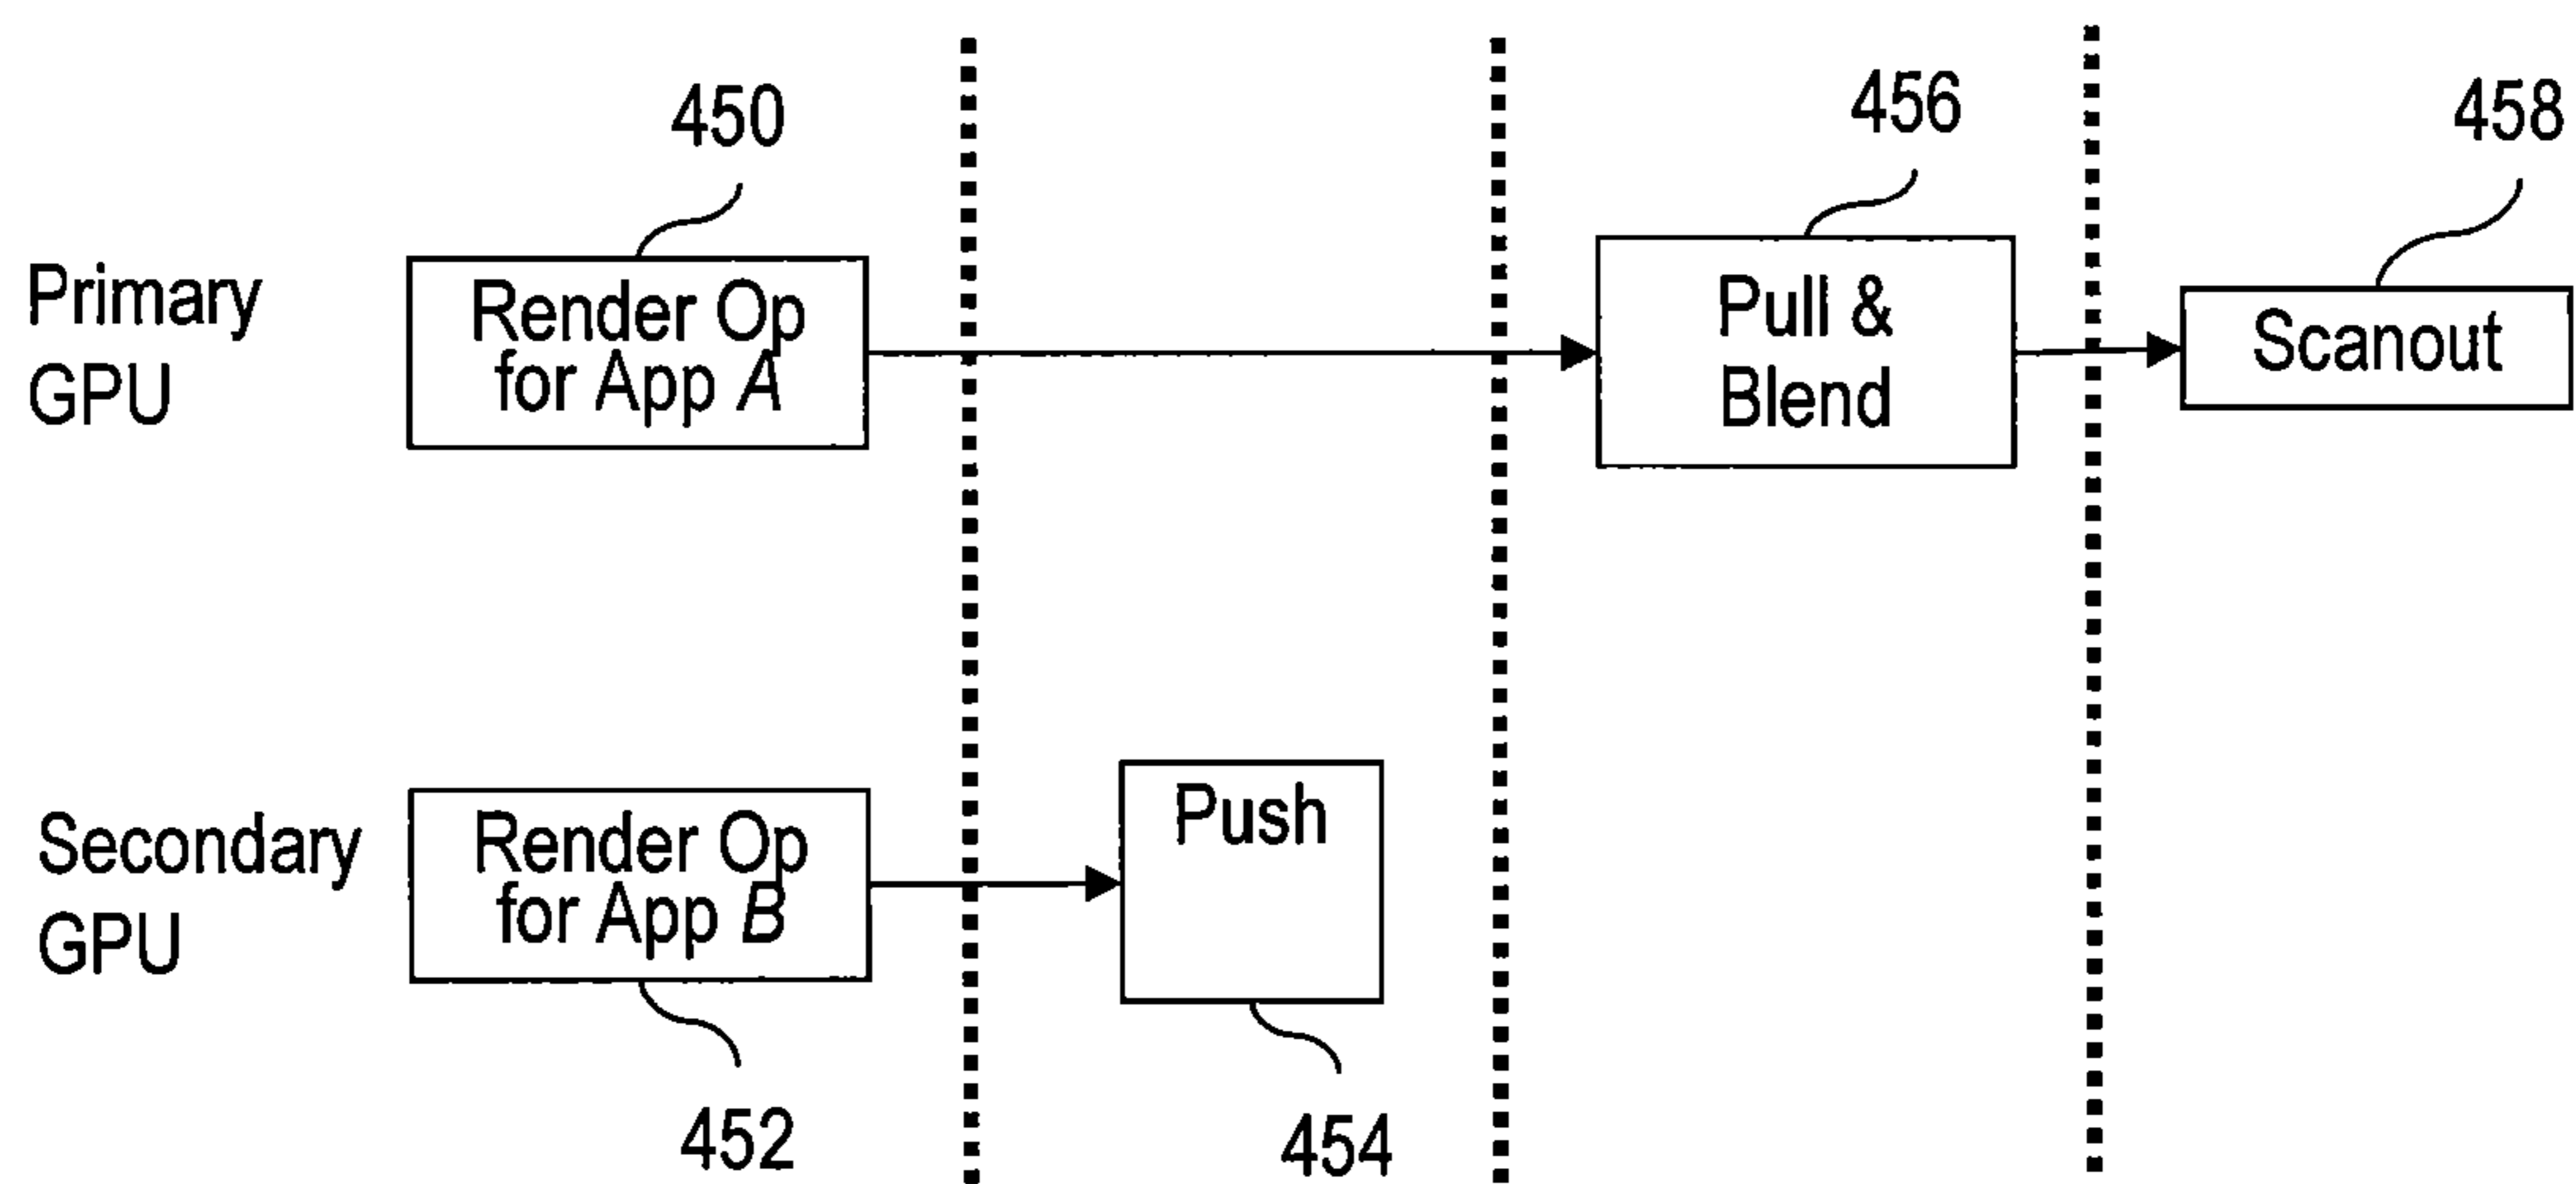 450
456
458
Primary
GPU
Render Op
for App A
Pull &
Blend
Scanout
Secondary
GPU
Render Op
for App B
Push
452
454